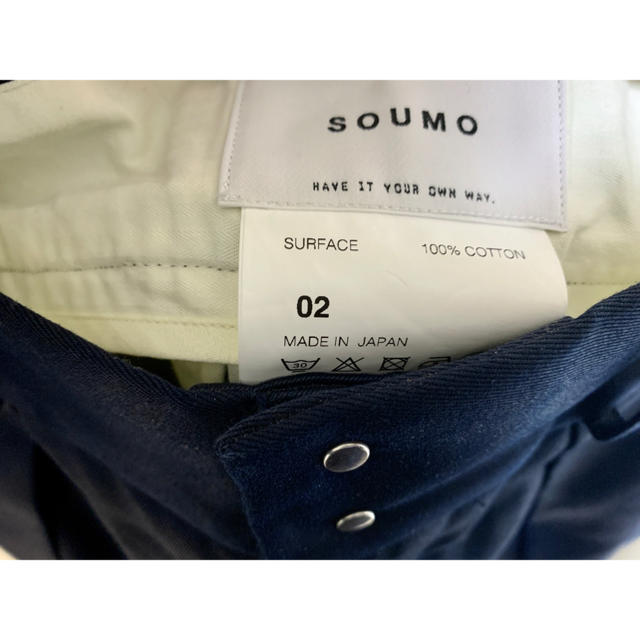 SOUMO
HAVE IT YOUR OWN WAY.
SURFACE 100% COTTON
02
MADE IN JAPAN
30